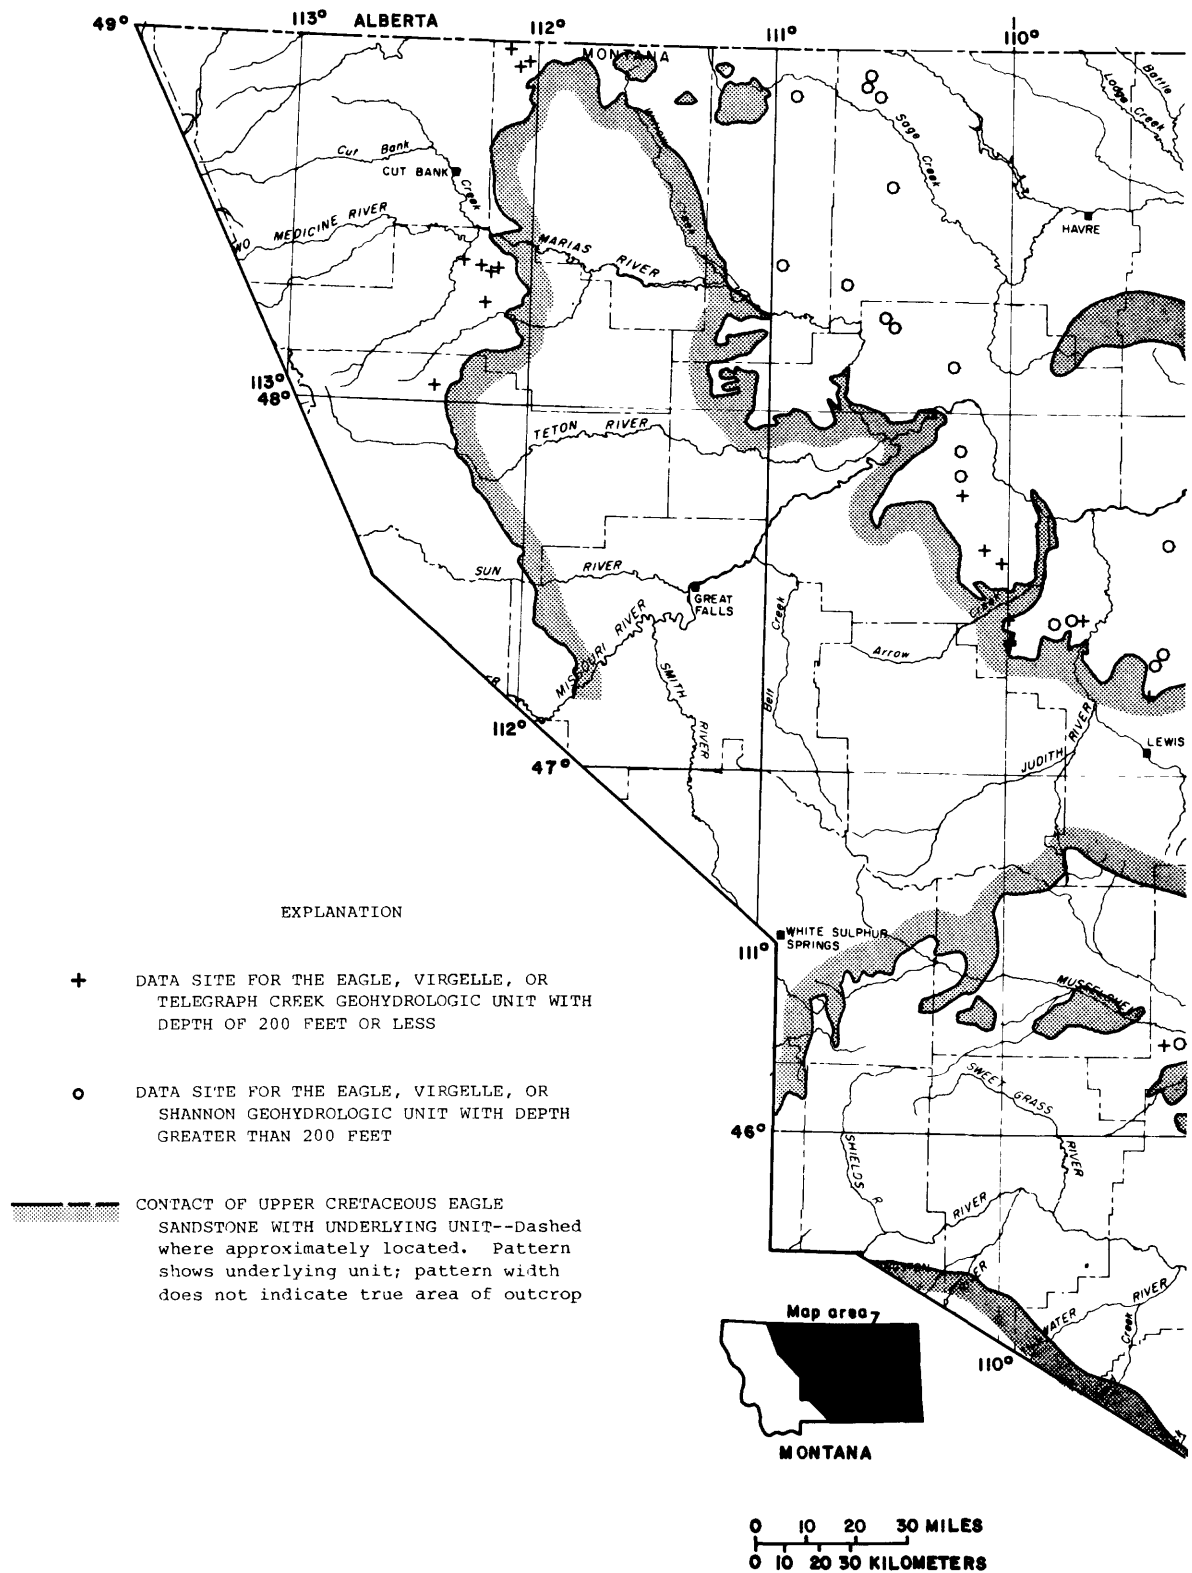 49° 113° ALBERTA 112° 111° 110°
MONTANA
Battle
Lodge Creek
Creek
Sage
Creek
Willow
Creek
Cut Bank
Creek
CUT BANK
HAVRE
MEDICINE RIVER
MARIAS RIVER
113°
48°
TETON RIVER
SUN RIVER
GREAT
FALLS
Creek
Arrow
Belt
Creek
MISSOURI RIVER
SMITH
RIVER
112°
47°
JUDITH RIVER
LEWIS
EXPLANATION
WHITE SULPHUR
SPRINGS
111°
+ DATA SITE FOR THE EAGLE, VIRGELLE, OR
TELEGRAPH CREEK GEOHYDROLOGIC UNIT WITH
DEPTH OF 200 FEET OR LESS
MUSSELSHELL
o DATA SITE FOR THE EAGLE, VIRGELLE, OR
SHANNON GEOHYDROLOGIC UNIT WITH DEPTH
GREATER THAN 200 FEET
SWEET GRASS
RIVER
46°
SHIELDS R
RIVER
CONTACT OF UPPER CRETACEOUS EAGLE
SANDSTONE WITH UNDERLYING UNIT--Dashed
where approximately located. Pattern
shows underlying unit; pattern width
does not indicate true area of outcrop
WATER RIVER
Creek
110°
Map area
MONTANA
0 10 20 30 MILES
0 10 20 30 KILOMETERS